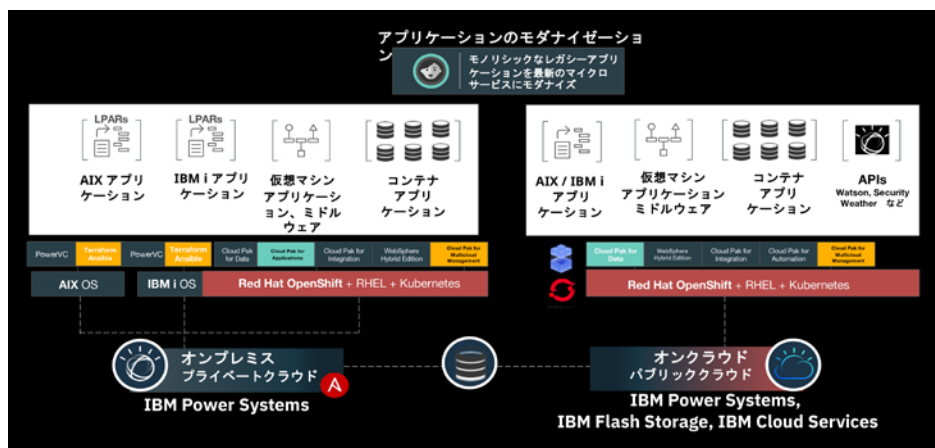 アプリケーションのモダナイゼーショ
ン
モノリシックなレガシーアプリ
ケーションを最新のマイクロ
サービスにモダナイズ
LPARs
AIX アプリ
ケーション
LPARs
IBM i アプリ
ケーション
仮想マシン
アプリケーショ
ン、ミドル
ウェア
コンテナ
アプリ
ケーション
AIX / IBM i
アプリ
ケーション
仮想マシン
アプリケーション
ミドルウェア
コンテナ
アプリ
ケーション
APIs
Watson, Security
Weather など
PowerVC
Terraform
Ansible
PowerVC
Terraform
Ansible
Cloud Pak
for Data
Cloud Pak for
Applications
Cloud Pak for
Integration
WebSphere
Hybrid Edition
Cloud Pak for
Multicloud
Management
Cloud Pak for
Data
WebSphere
Hybrid Edition
Cloud Pak for
Integration
Cloud Pak for
Automation
Cloud Pak for
Multicloud
Management
AIX OS
IBM i OS
Red Hat OpenShift + RHEL + Kubernetes
Red Hat OpenShift + RHEL + Kubernetes
オンプレミス
プライベートクラウド
IBM Power Systems
オンクラウド
パブリッククラウド
IBM Power Systems,
IBM Flash Storage, IBM Cloud Services